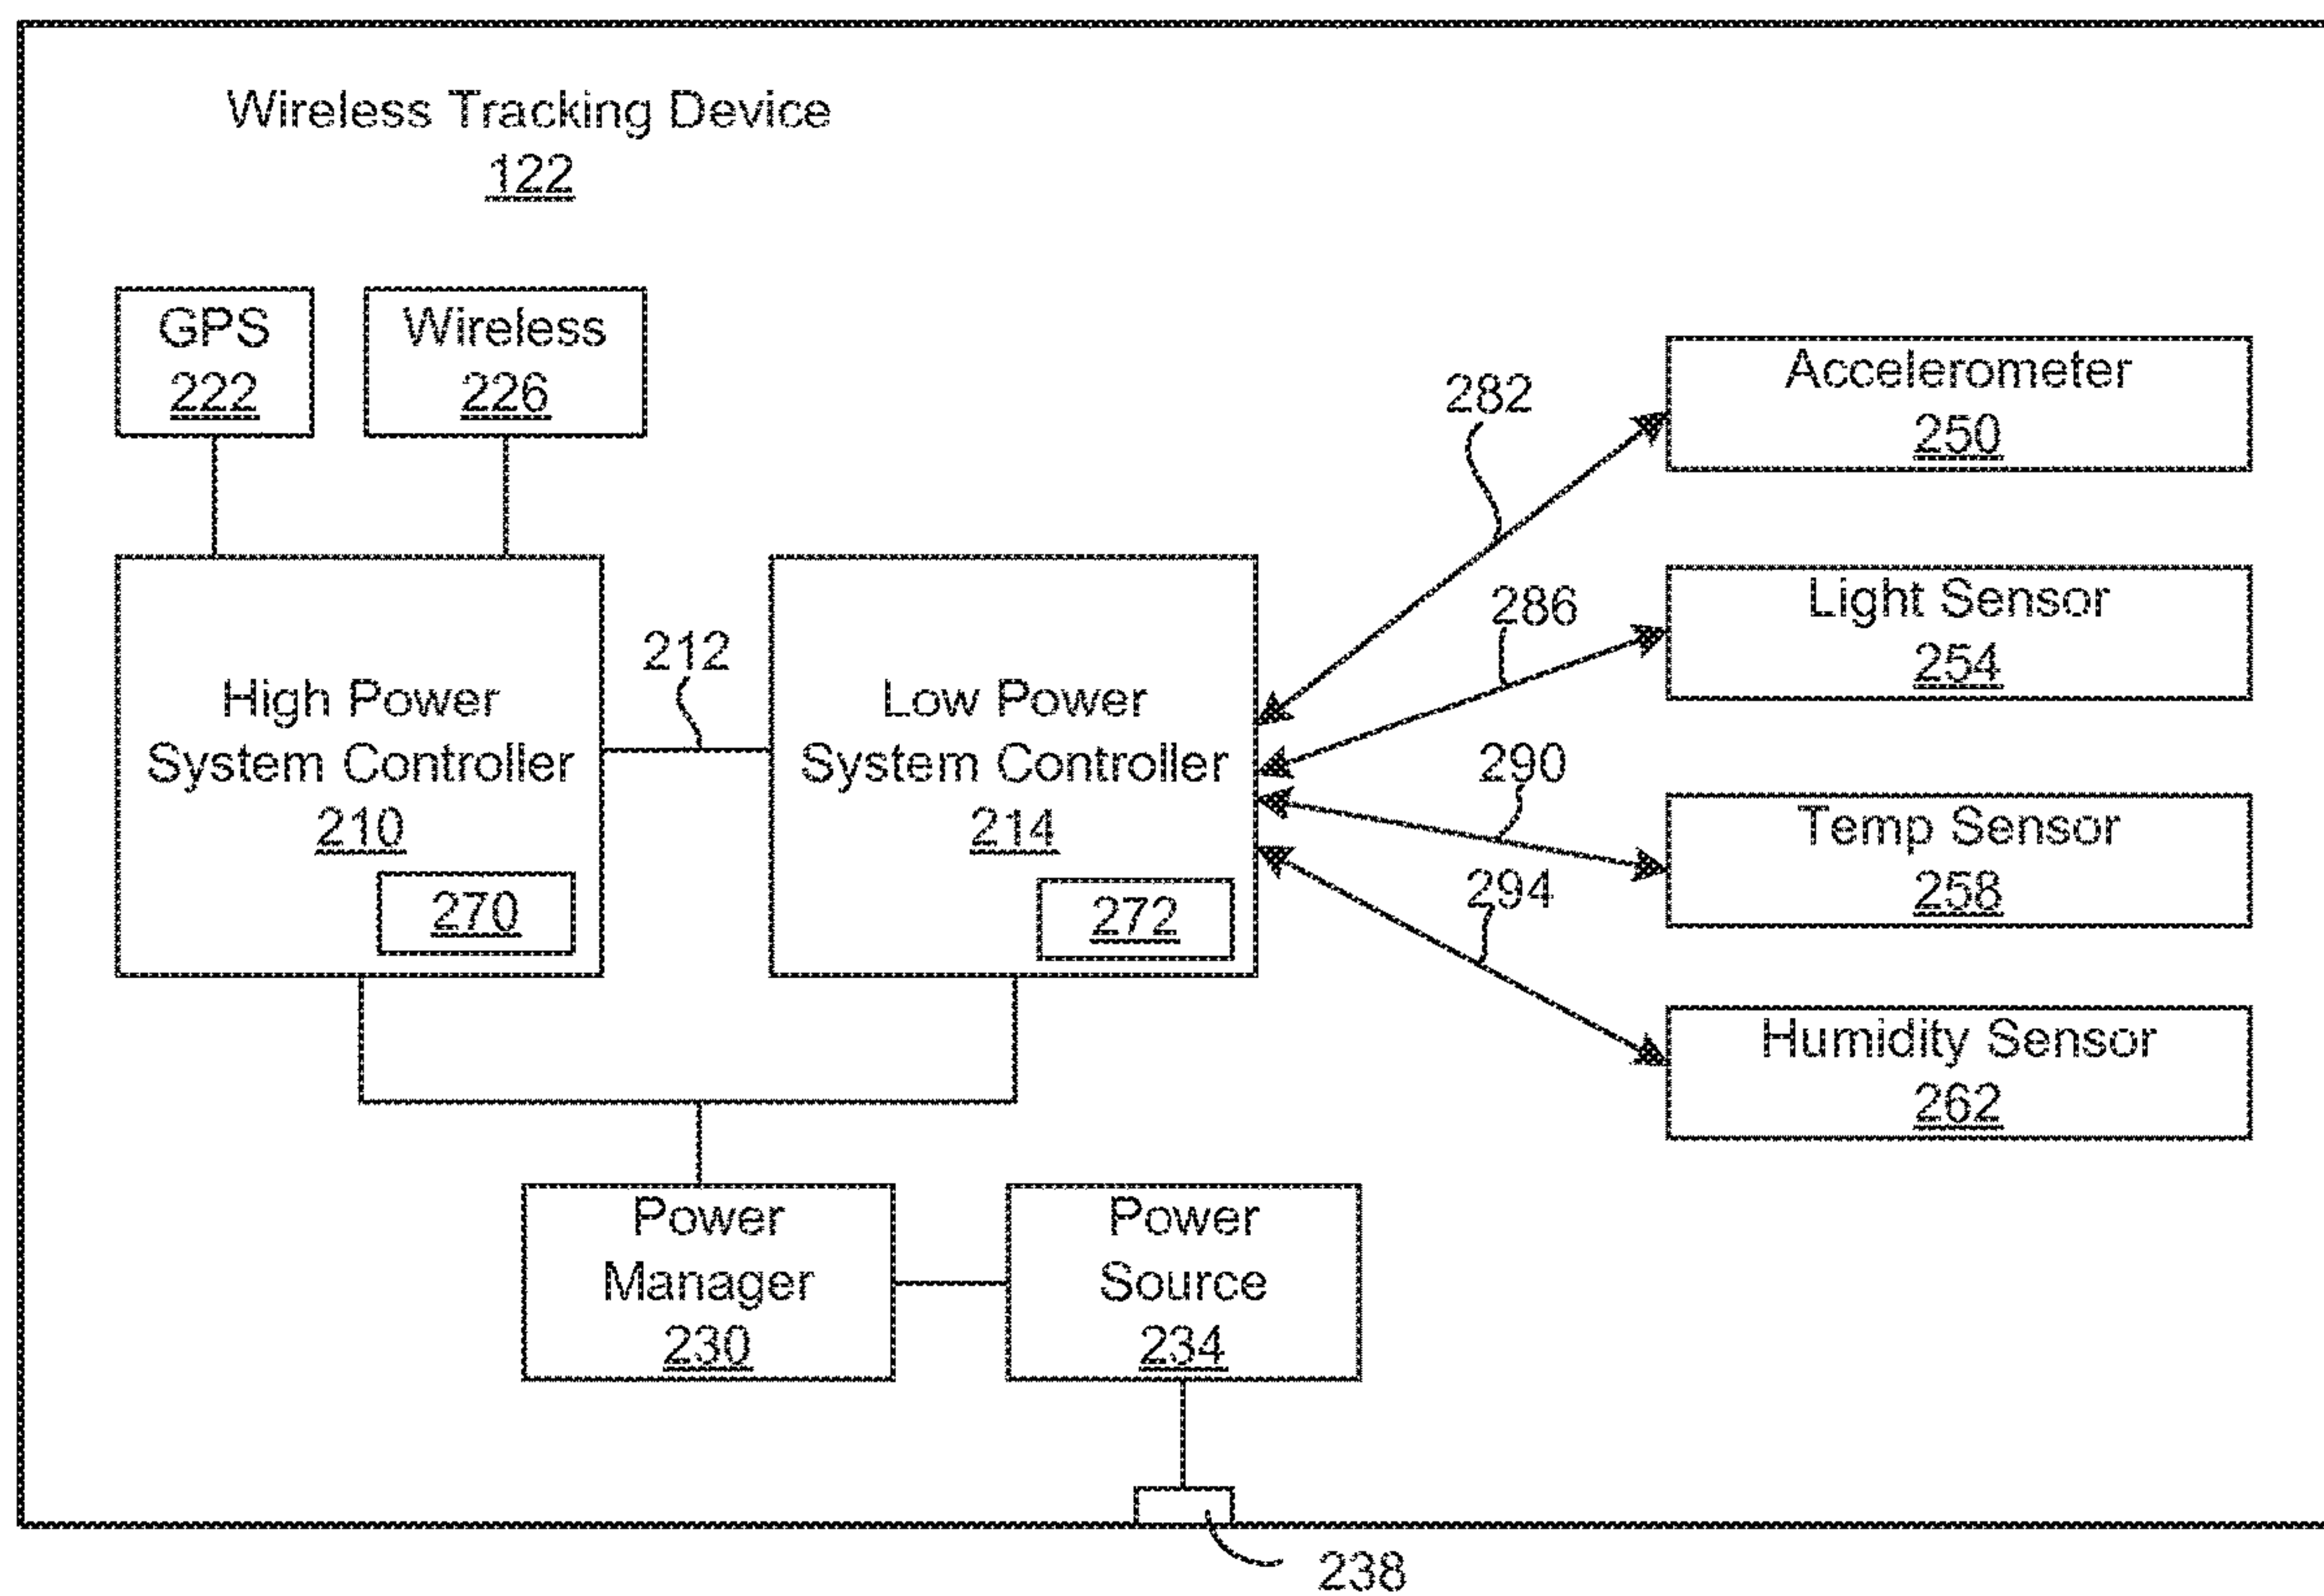 Wireless Tracking Device
122
GPS
222
Wireless
226
High Power
System Controller
210
270
212
Low Power
System Controller
214
272
282
286
290
294
Accelerometer
250
Light Sensor
254
Temp Sensor
258
Humidity Sensor
262
Power
Manager
230
Power
Source
234
238